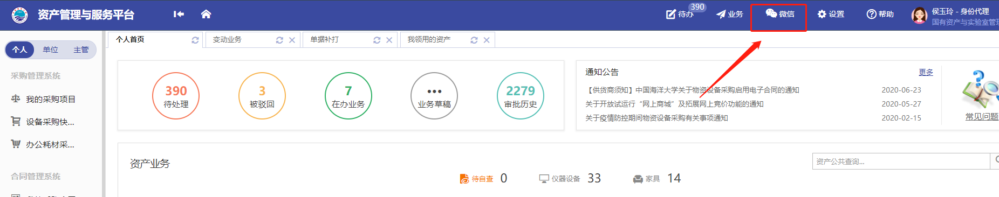 资产管理与服务平台
待办 390
业务
微信
设置
帮助
侯玉玲 - 身份代理
国有资产与实验室管理
个人
单位
主管
个人首页
变动业务
单据补打
我领用的资产
采购管理系统
我的采购项目
设备采购快...
办公耗材采...
合同管理系统
390
待处理
3
被驳回
7
在办业务
•••
业务草稿
2279
审批历史
通知公告
更多
【供货商须知】中国海洋大学关于物资设备采购启用电子合同的通知 2020-06-23
关于开放试运行“网上商城”及拓展网上竞价功能的通知 2020-05-27
关于疫情防控期间物资设备采购有关事项通知 2020-02-15
常见问题
资产业务
资产公共查询...
待自查 0
仪器设备 33
家具 14